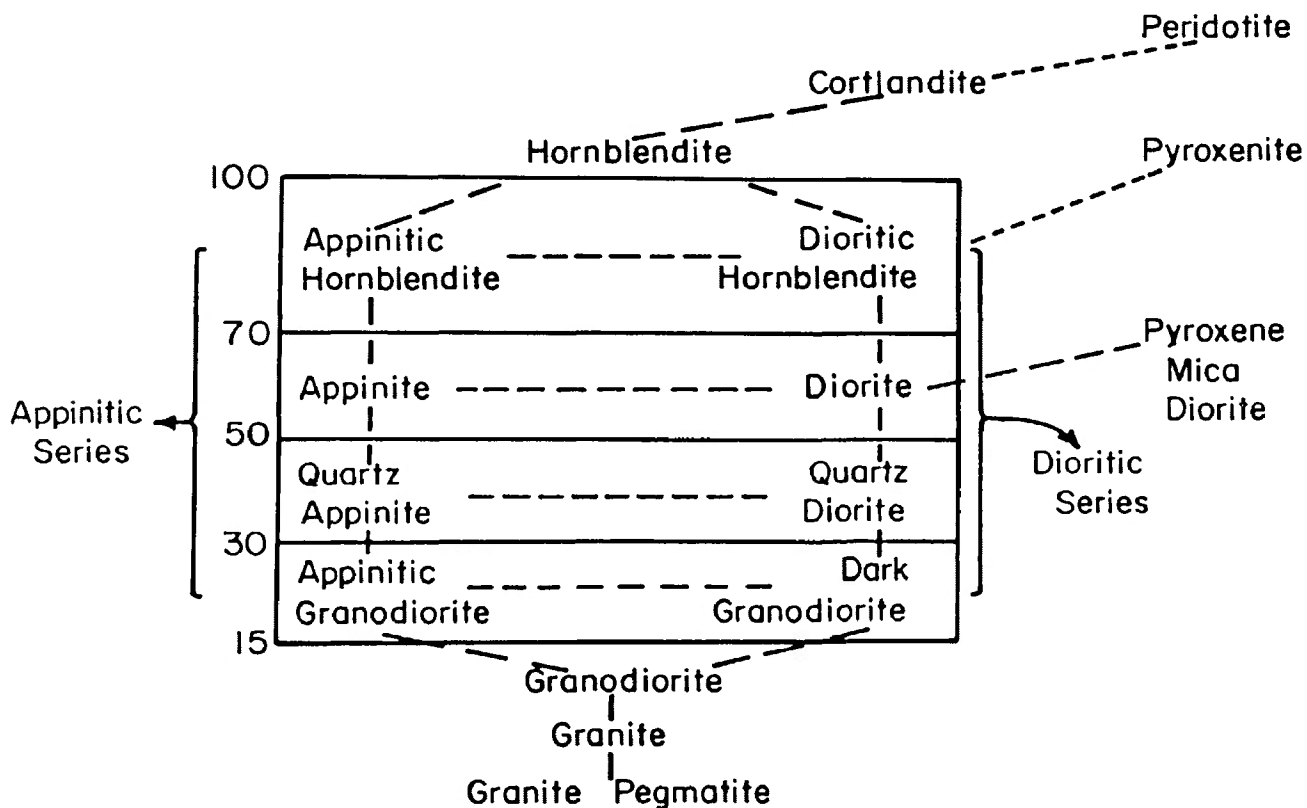 Peridotite
Cortlandite
Hornblendite
Pyroxenite
100
Appinitic
Hornblendite
Dioritic
Hornblendite
70
Appinite
Diorite
Pyroxene
Mica
Diorite
Appinitic
Series
50
Quartz
Appinite
Quartz
Diorite
Dioritic
Series
30
Appinitic
Granodiorite
Dark
Granodiorite
15
Granodiorite
Granite
Granite Pegmatite